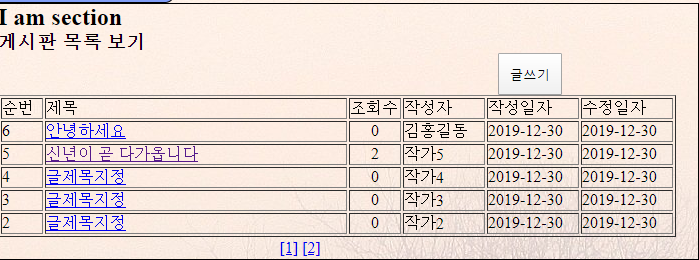 I am section
게시판 목록 보기
글쓰기
순번 제목 조회수 작성자 작성일자 수정일자
6 안녕하세요 0 김홍길동 2019-12-30 2019-12-30
5 신년이 곧 다가옵니다 2 작가5 2019-12-30 2019-12-30
4 글제목지정 0 작가4 2019-12-30 2019-12-30
3 글제목지정 0 작가3 2019-12-30 2019-12-30
2 글제목지정 0 작가2 2019-12-30 2019-12-30
[1] [2]